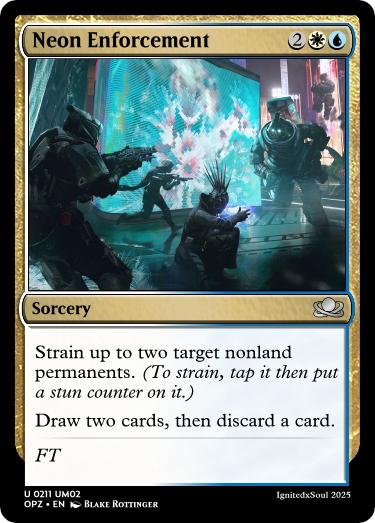 Neon Enforcement 2
Sorcery
Strain up to two target nonland
permanents. (To strain, tap it then put
a stun counter on it.)
Draw two cards, then discard a card.
FT
U 0211 UM02
OPZ • EN Blake Rottinger
IgnitedxSoul 2025